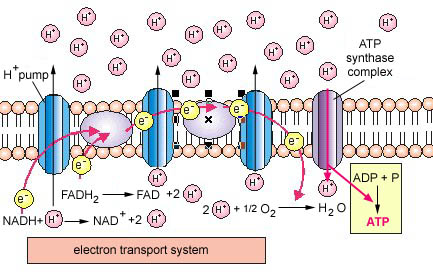 H⁺ H⁺ H⁺ H⁺ H⁺ H⁺
H⁺ H⁺ H⁺ H⁺ H⁺ H⁺
ATP
synthase
complex
H⁺ pump
H⁺ H⁺ H⁺ H⁺ H⁺
H⁺ H⁺ H⁺ H⁺
e⁻ e⁻ e⁻
e⁻ e⁻
e⁻
FADH₂ → FAD +2 H⁺
H⁺
H⁺
ADP + P
ATP
NADH+ H⁺ → NAD⁺ +2 H⁺
2 H⁺ + 1/2 O₂ → H₂O
electron transport system